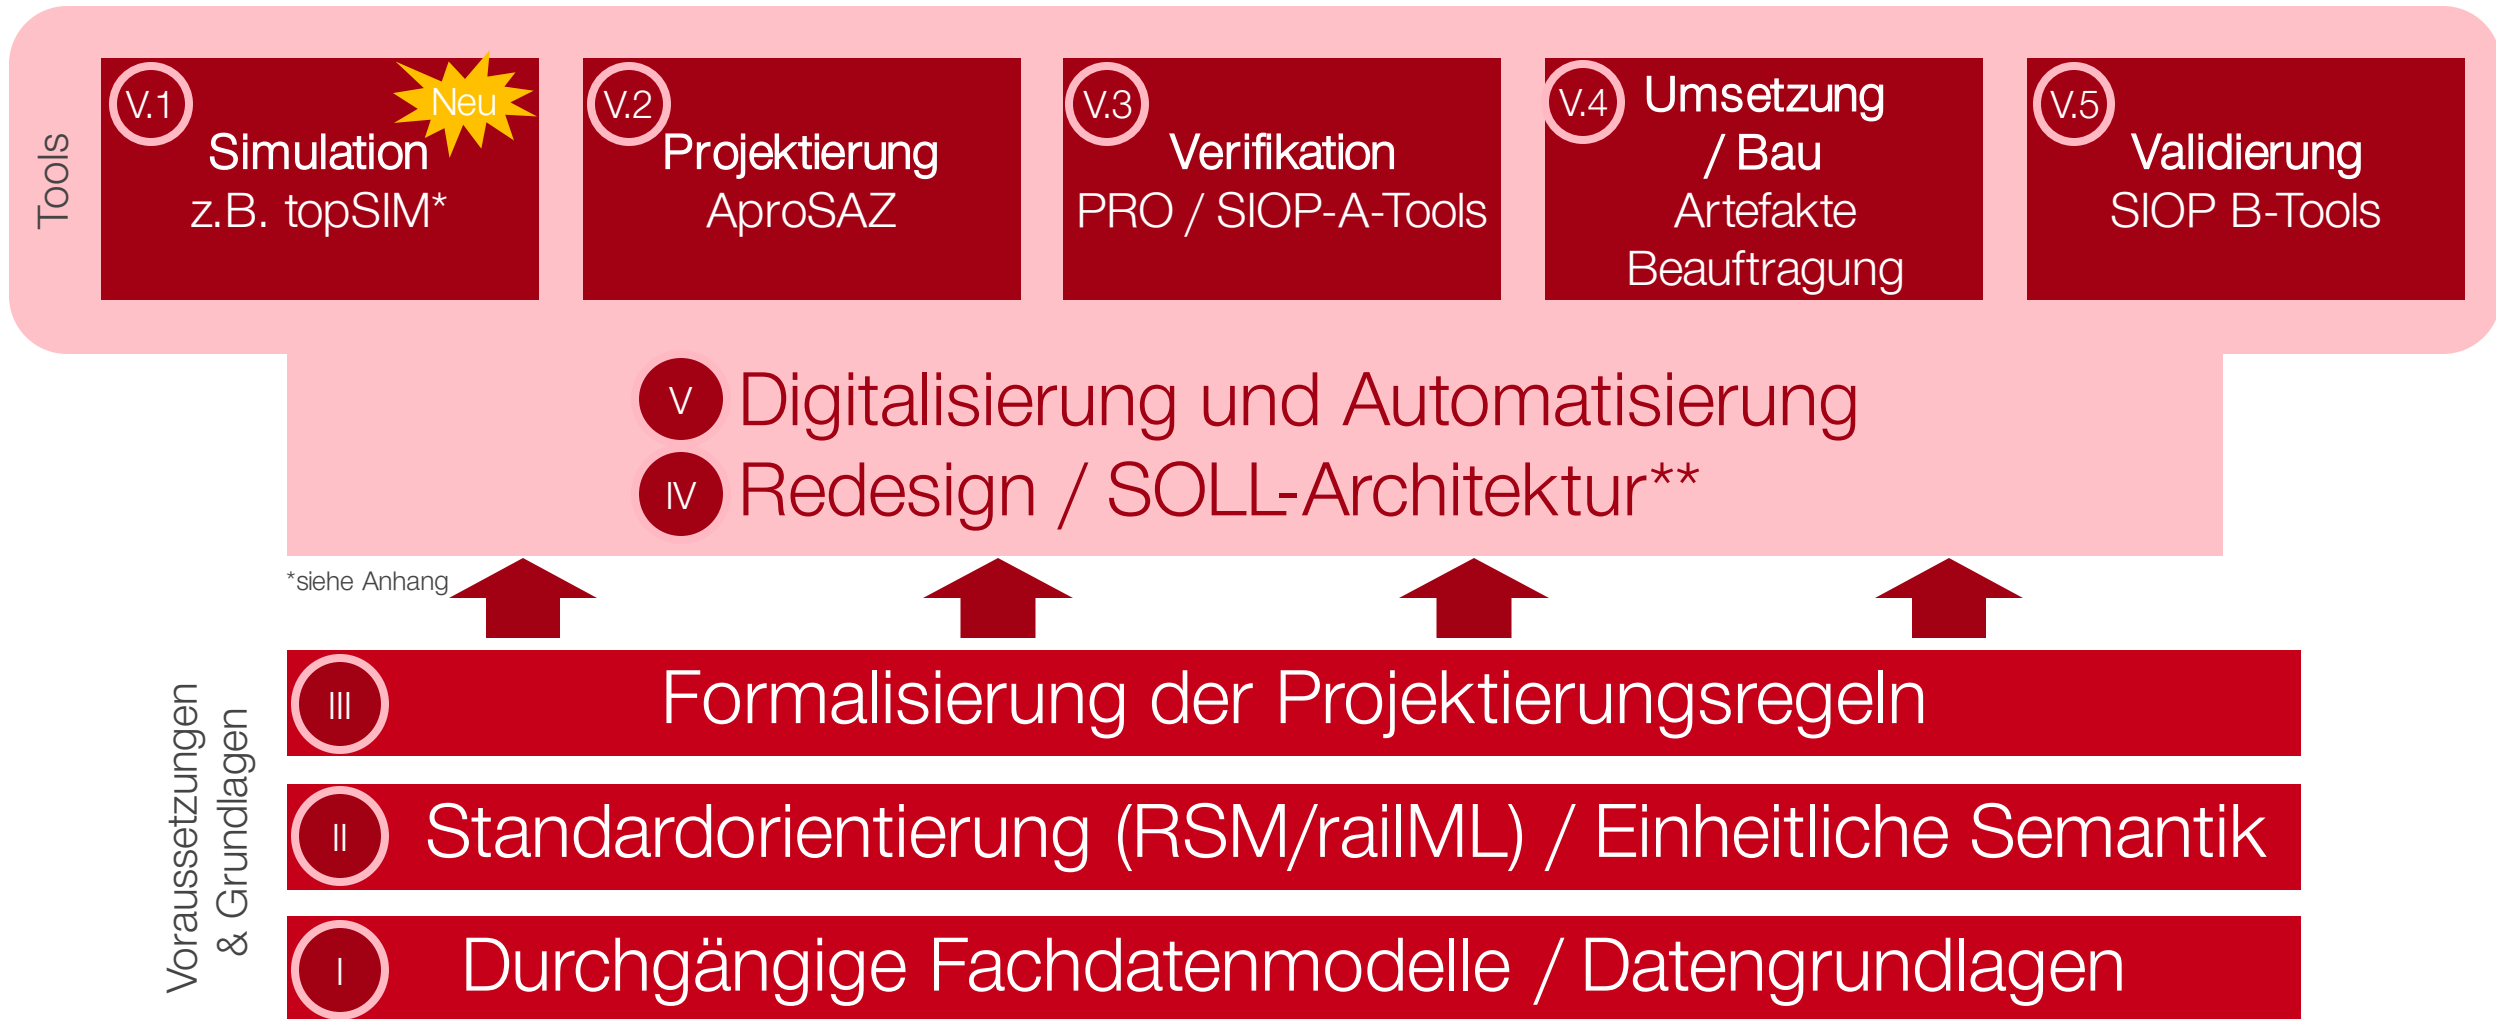 Tools
V.1
Neu
Simulation
z.B. topSIM*
V.2
Projektierung
AproSAZ
V.3
Verifikation
PRO / SIOP-A-Tools
V.4
Umsetzung
/ Bau
Artefakte
Beauftragung
V.5
Validierung
SIOP B-Tools
V Digitalisierung und Automatisierung
IV Redesign / SOLL-Architektur**
*siehe Anhang
Voraussetzungen
& Grundlagen
III Formalisierung der Projektierungsregeln
II Standardorientierung (RSM/railML) / Einheitliche Semantik
I Durchgängige Fachdatenmodelle / Datengrundlagen